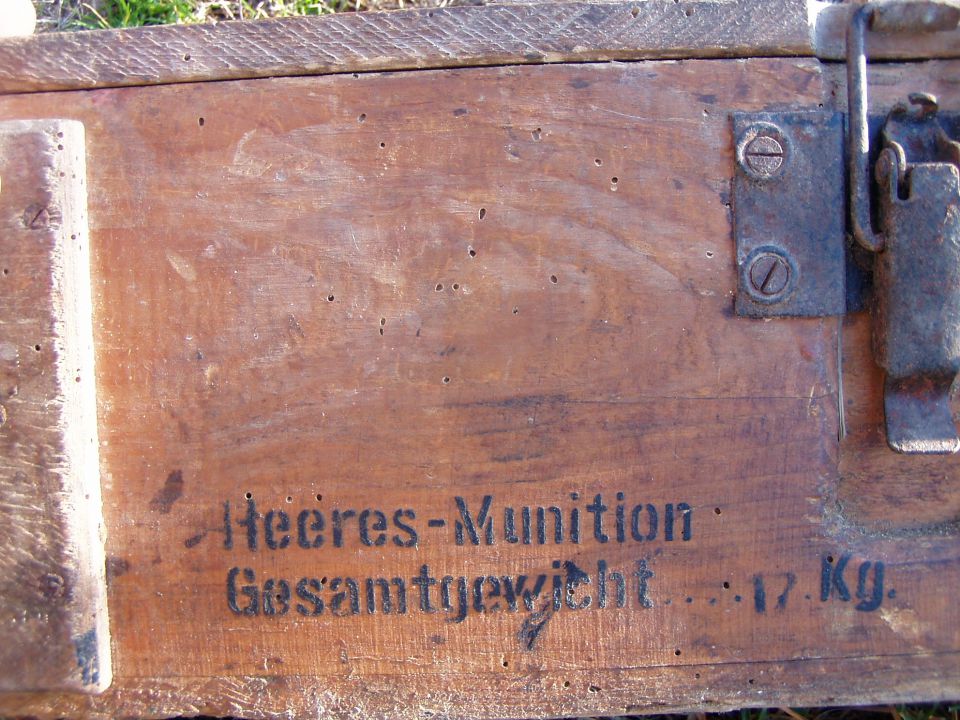 Heeres-Munition
Gesamtgewicht .... 17. Kg.